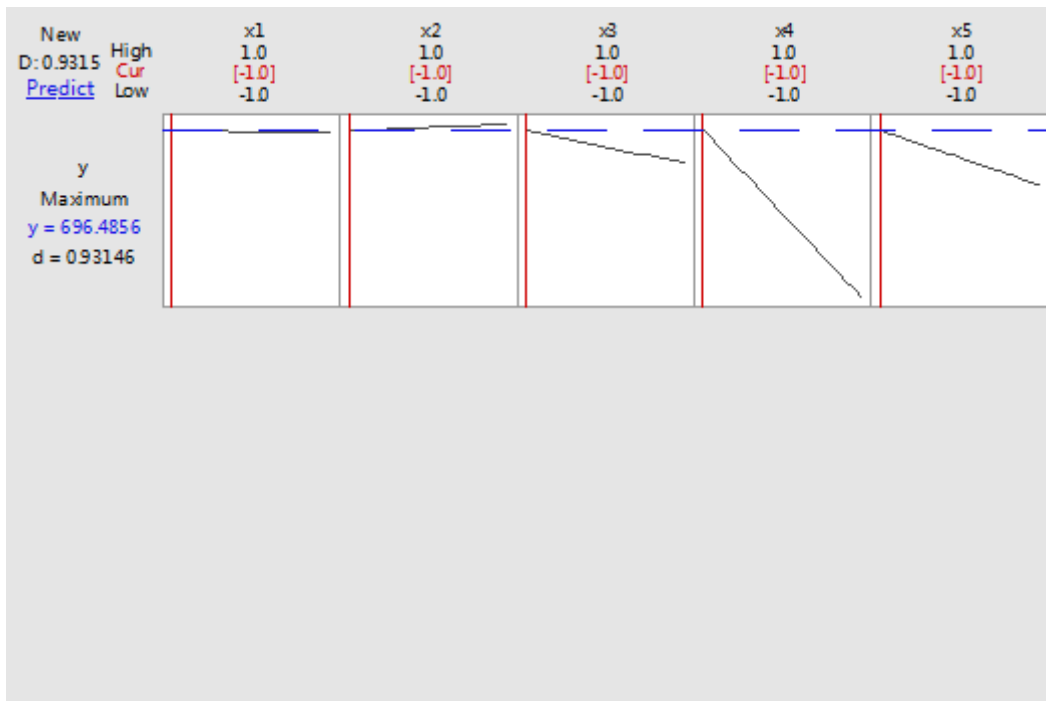 New x1 x2 x3 x4 x5
D: 0.9315 High 1.0 1.0 1.0 1.0 1.0
Cur [-1.0] [-1.0] [-1.0] [-1.0] [-1.0]
Predict Low -1.0 -1.0 -1.0 -1.0 -1.0
y
Maximum
y = 696.4856
d = 0.93146